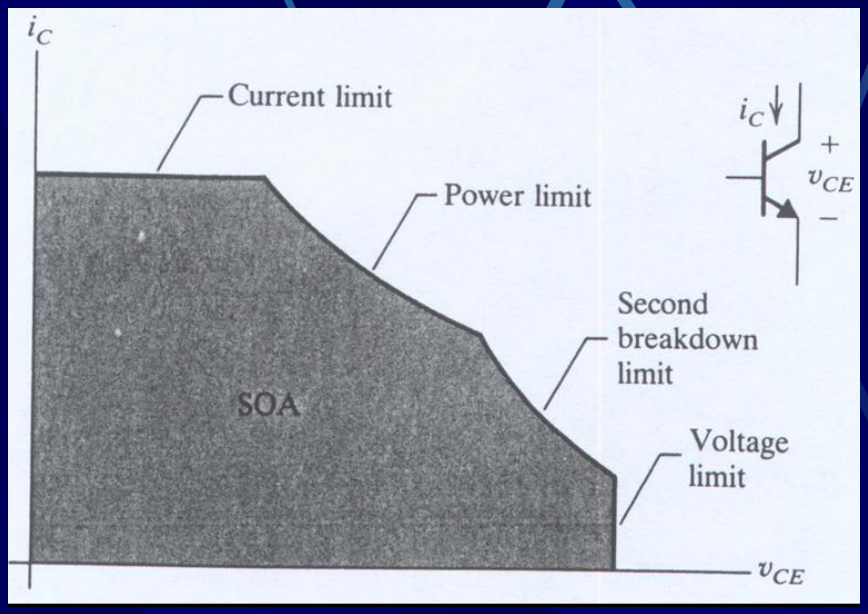 i_C
Current limit
i_C
+
v_CE
−
Power limit
Second
breakdown
limit
SOA
Voltage
limit
v_CE